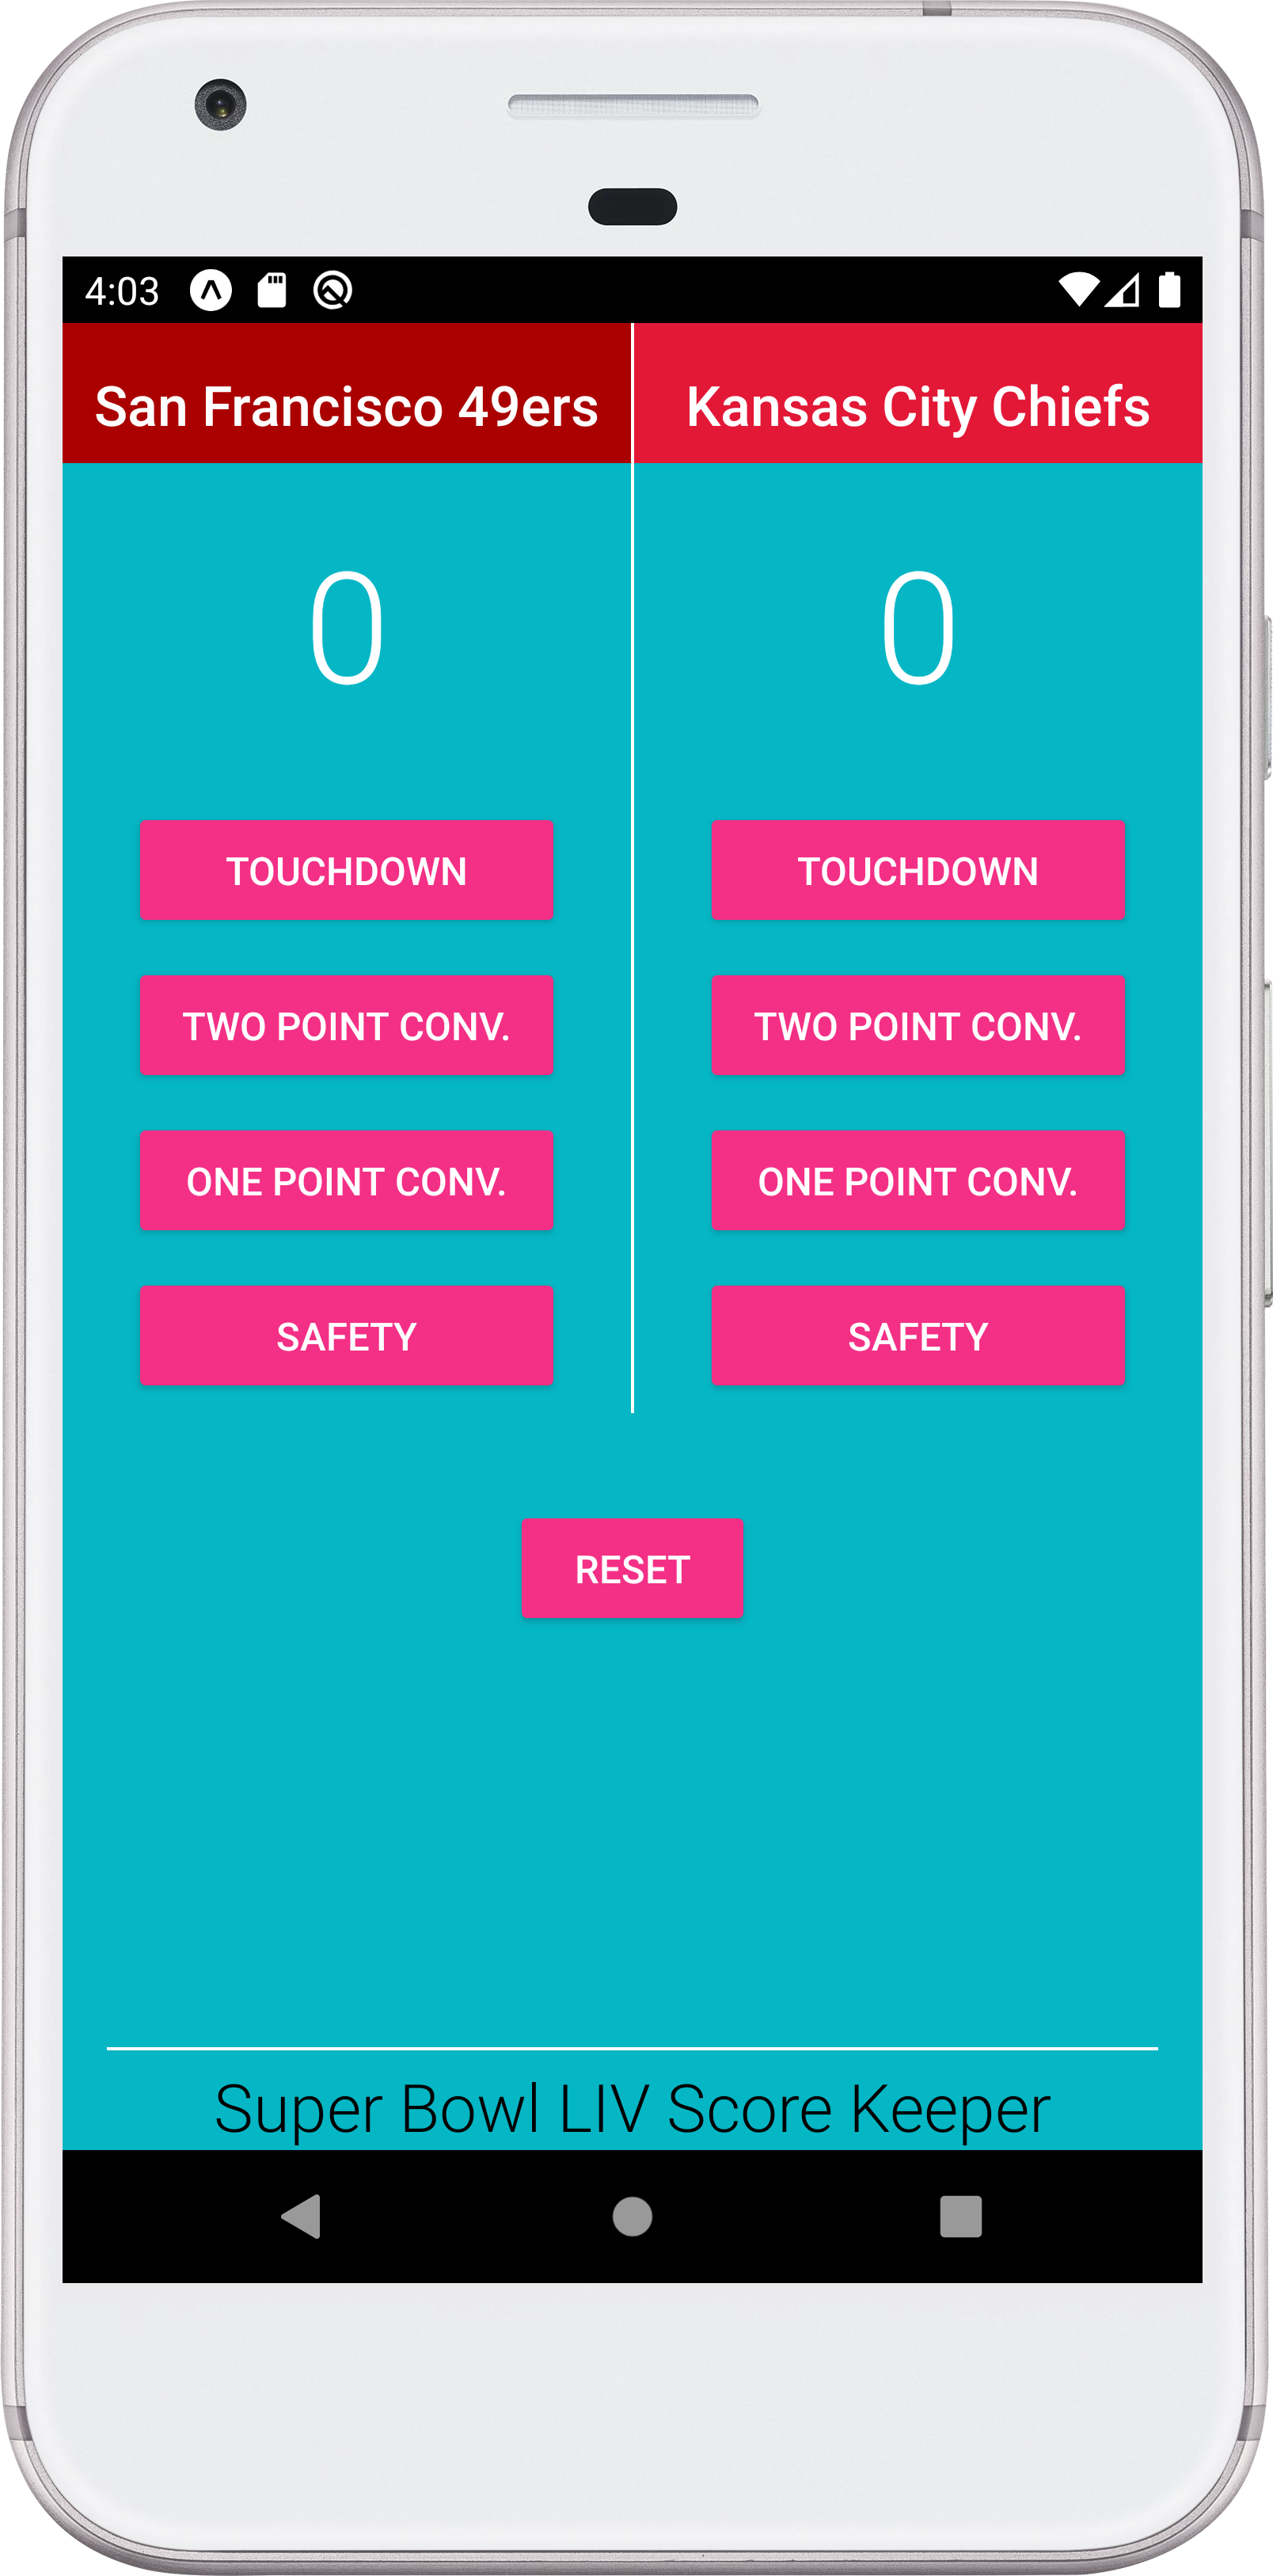 4:03
San Francisco 49ers
Kansas City Chiefs
0
0
TOUCHDOWN
TOUCHDOWN
TWO POINT CONV.
TWO POINT CONV.
ONE POINT CONV.
ONE POINT CONV.
SAFETY
SAFETY
RESET
Super Bowl LIV Score Keeper